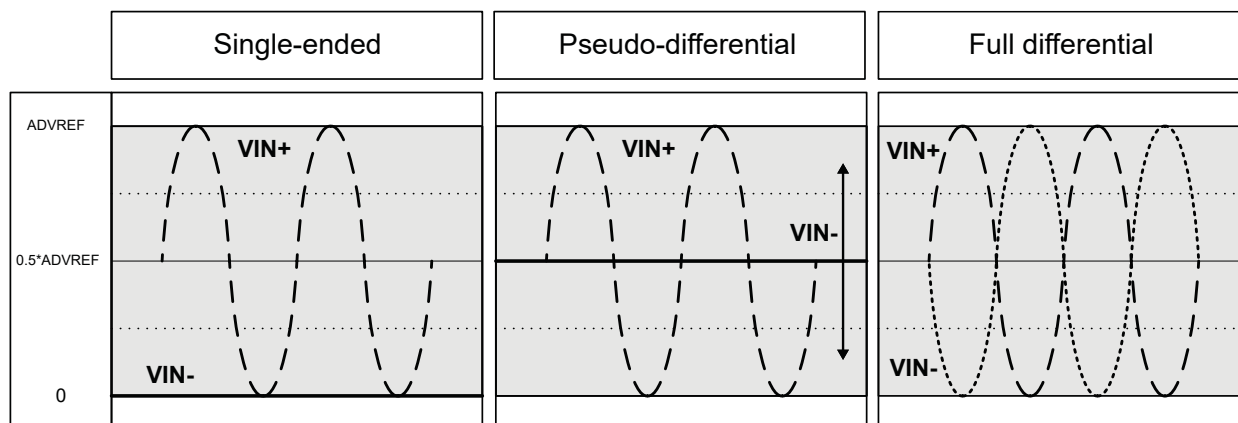 Single-ended
Pseudo-differential
Full differential
ADVREF
0.5*ADVREF
0
VIN+
VIN-
VIN+
VIN-
VIN+
VIN-